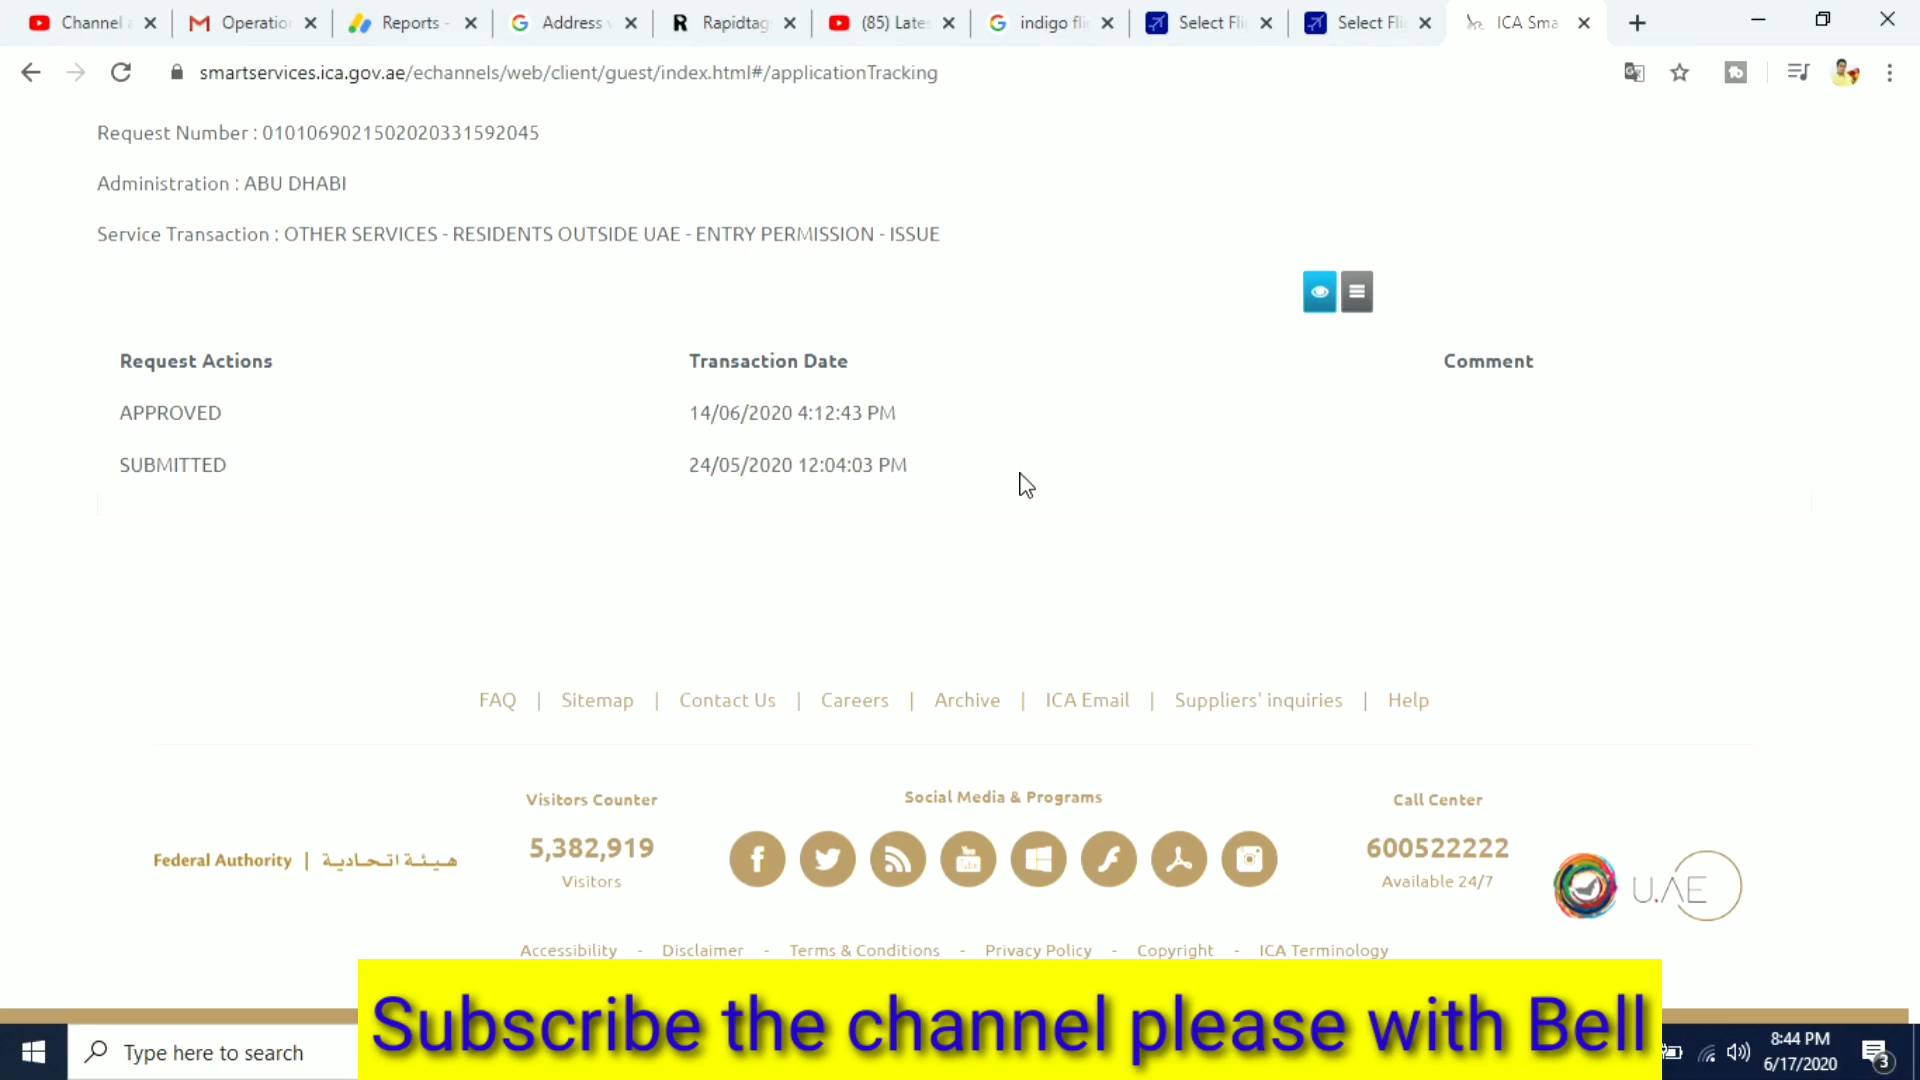 Channel a
Operation
Reports -
Address v
Rapidtag
(85) Late
indigo fli
Select Fli
Select Fli
ICA Sma
smartservices.ica.gov.ae/echannels/web/client/guest/index.html#/applicationTracking
Request Number : 0101069021502020331592045
Administration : ABU DHABI
Service Transaction : OTHER SERVICES - RESIDENTS OUTSIDE UAE - ENTRY PERMISSION - ISSUE
Request Actions Transaction Date Comment
APPROVED 14/06/2020 4:12:43 PM
SUBMITTED 24/05/2020 12:04:03 PM
FAQ | Sitemap | Contact Us | Careers | Archive | ICA Email | Suppliers' inquiries | Help
Visitors Counter Social Media & Programs Call Center
5,382,919 600522222
Federal Authority | هيئة اتحادية
Visitors Available 24/7
U.AE
Accessibility - Disclaimer - Terms & Conditions - Privacy Policy - Copyright - ICA Terminology
Subscribe the channel please with Bell
Type here to search
8:44 PM
6/17/2020
3